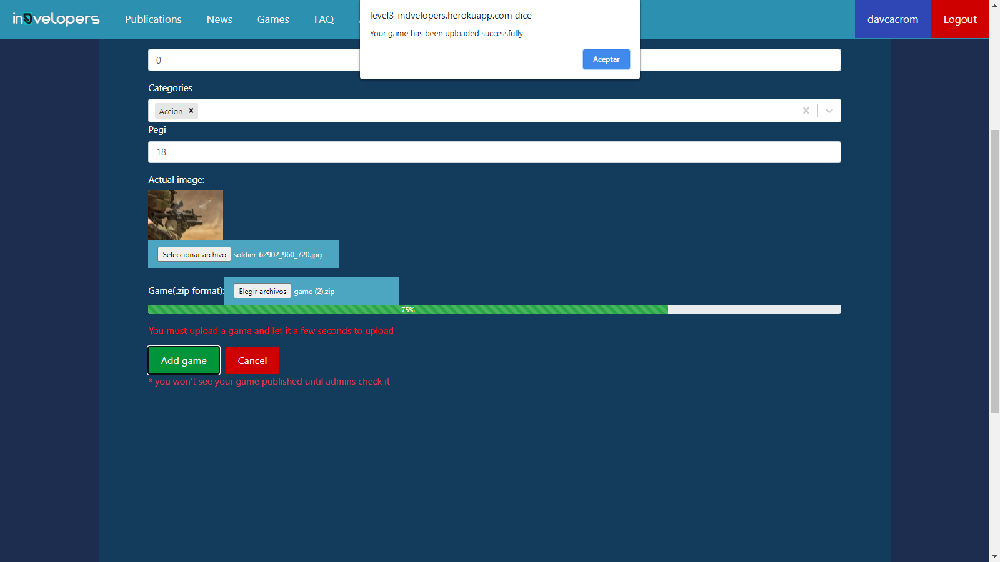 inDvelopers Publications News Games FAQ davcacrom Logout
level3-indvelopers.herokuapp.com dice
Your game has been uploaded successfully
Aceptar
0
Categories
Accion ×
Pegi
18
Actual image:
Seleccionar archivo soldier-62902_960_720.jpg
Game(.zip format): Elegir archivos game (2).zip
75%
You must upload a game and let it a few seconds to upload
Add game Cancel
* you won't see your game published until admins check it